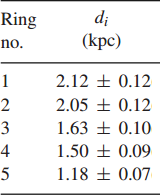 Ring dᵢ
no. (kpc)
1 2.12 ± 0.12
2 2.05 ± 0.12
3 1.63 ± 0.10
4 1.50 ± 0.09
5 1.18 ± 0.07